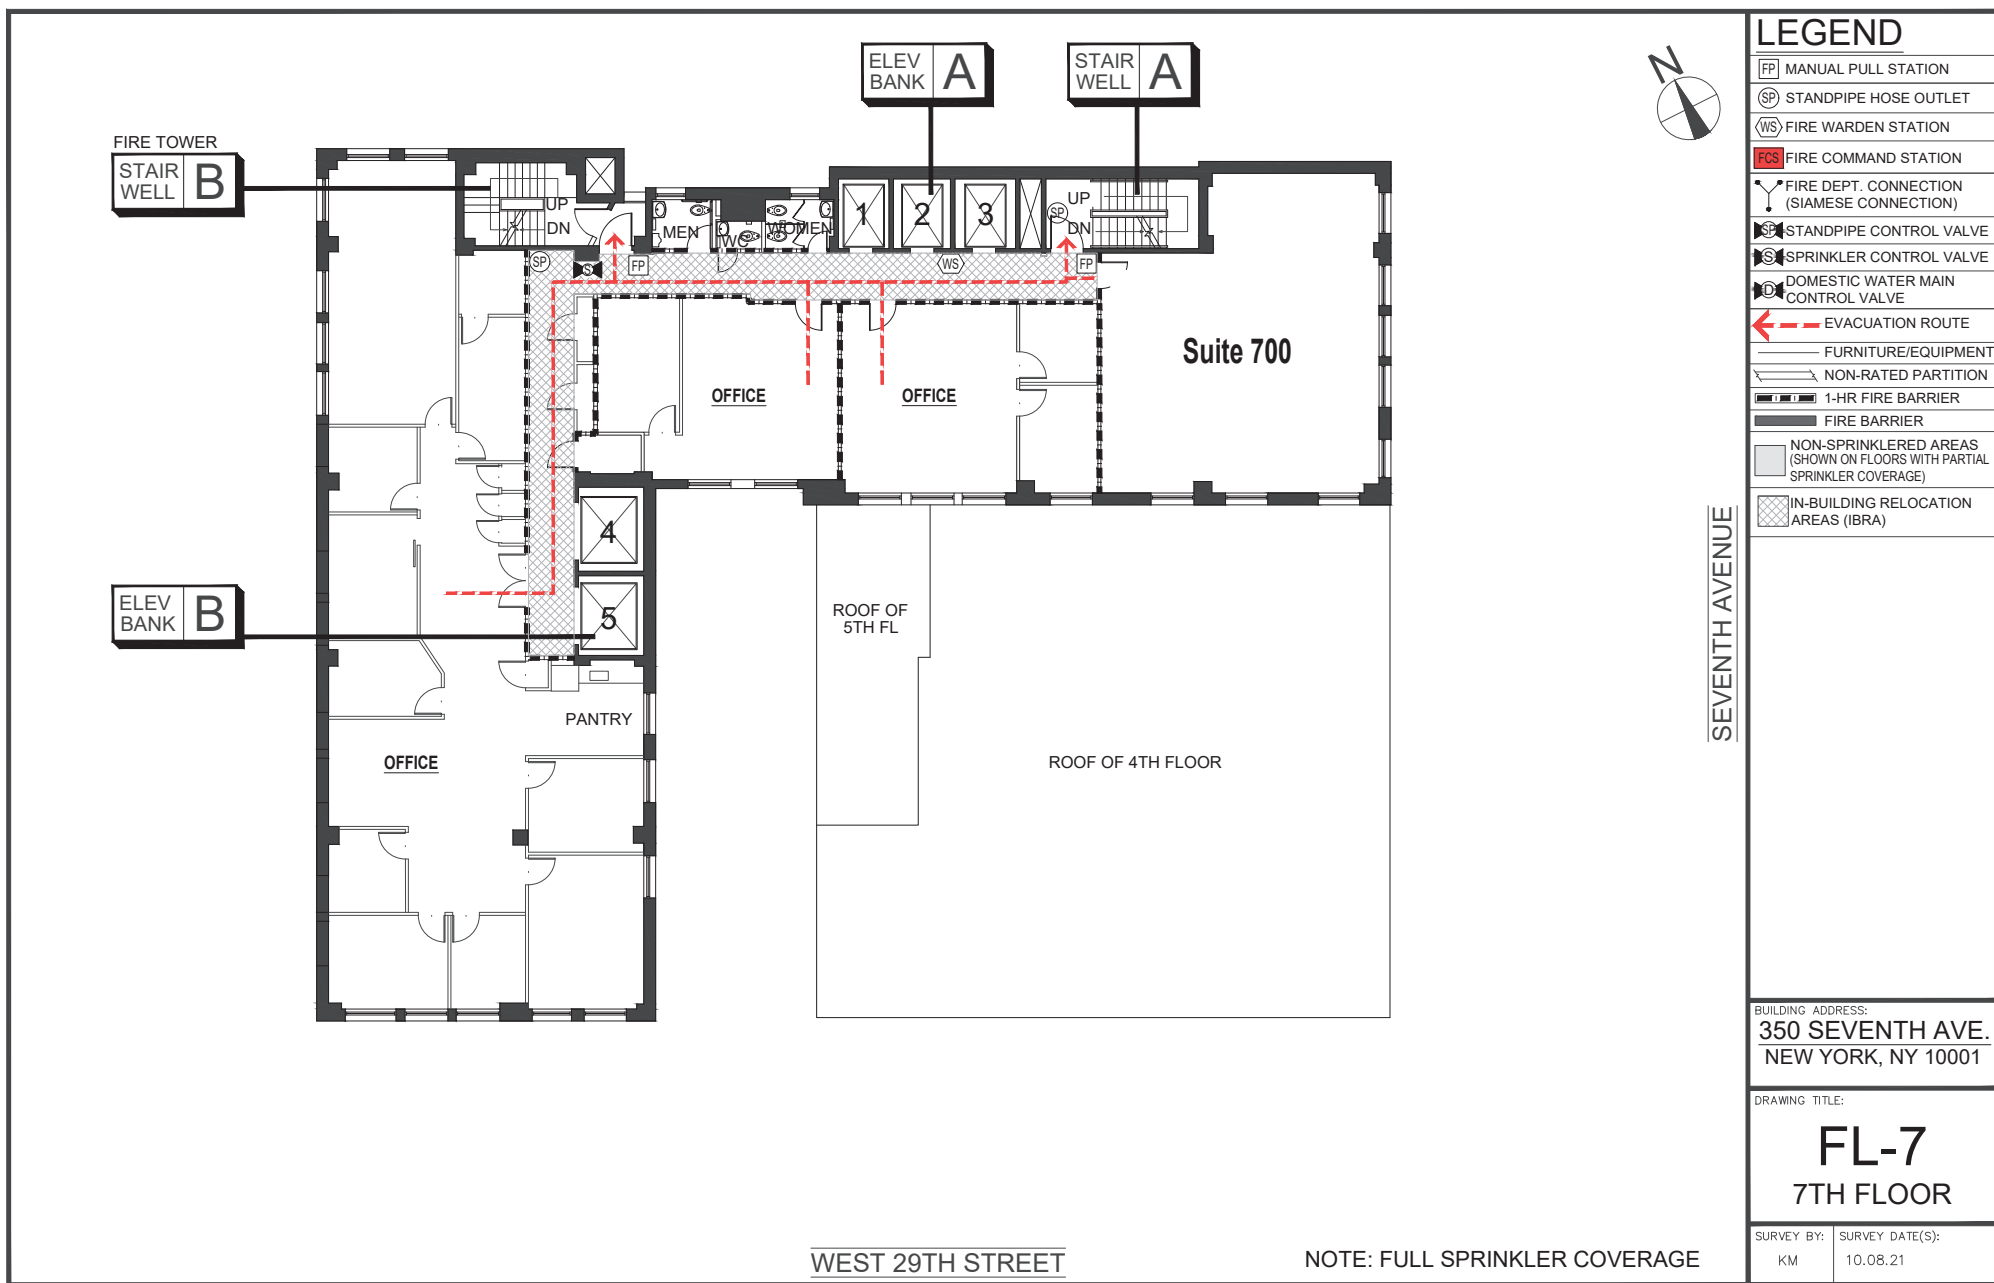 ELEV
BANK A
STAIR
WELL A
N
FIRE TOWER
STAIR
WELL B
UP
DN
MEN
WC
WOMEN
1
2
3
SP
UP
DN
SP
S
FP
WS
FP
Suite 700
OFFICE
OFFICE
4
5
ELEV
BANK B
PANTRY
OFFICE
ROOF OF
5TH FL
ROOF OF 4TH FLOOR
SEVENTH AVENUE
WEST 29TH STREET
NOTE: FULL SPRINKLER COVERAGE
LEGEND
FP MANUAL PULL STATION
SP STANDPIPE HOSE OUTLET
WS FIRE WARDEN STATION
FCS FIRE COMMAND STATION
FIRE DEPT. CONNECTION
(SIAMESE CONNECTION)
SP STANDPIPE CONTROL VALVE
S SPRINKLER CONTROL VALVE
D DOMESTIC WATER MAIN
CONTROL VALVE
EVACUATION ROUTE
FURNITURE/EQUIPMENT
NON-RATED PARTITION
1-HR FIRE BARRIER
FIRE BARRIER
NON-SPRINKLERED AREAS
(SHOWN ON FLOORS WITH PARTIAL
SPRINKLER COVERAGE)
IN-BUILDING RELOCATION
AREAS (IBRA)
BUILDING ADDRESS:
350 SEVENTH AVE.
NEW YORK, NY 10001
DRAWING TITLE:
FL-7
7TH FLOOR
SURVEY BY:
KM
SURVEY DATE(S):
10.08.21